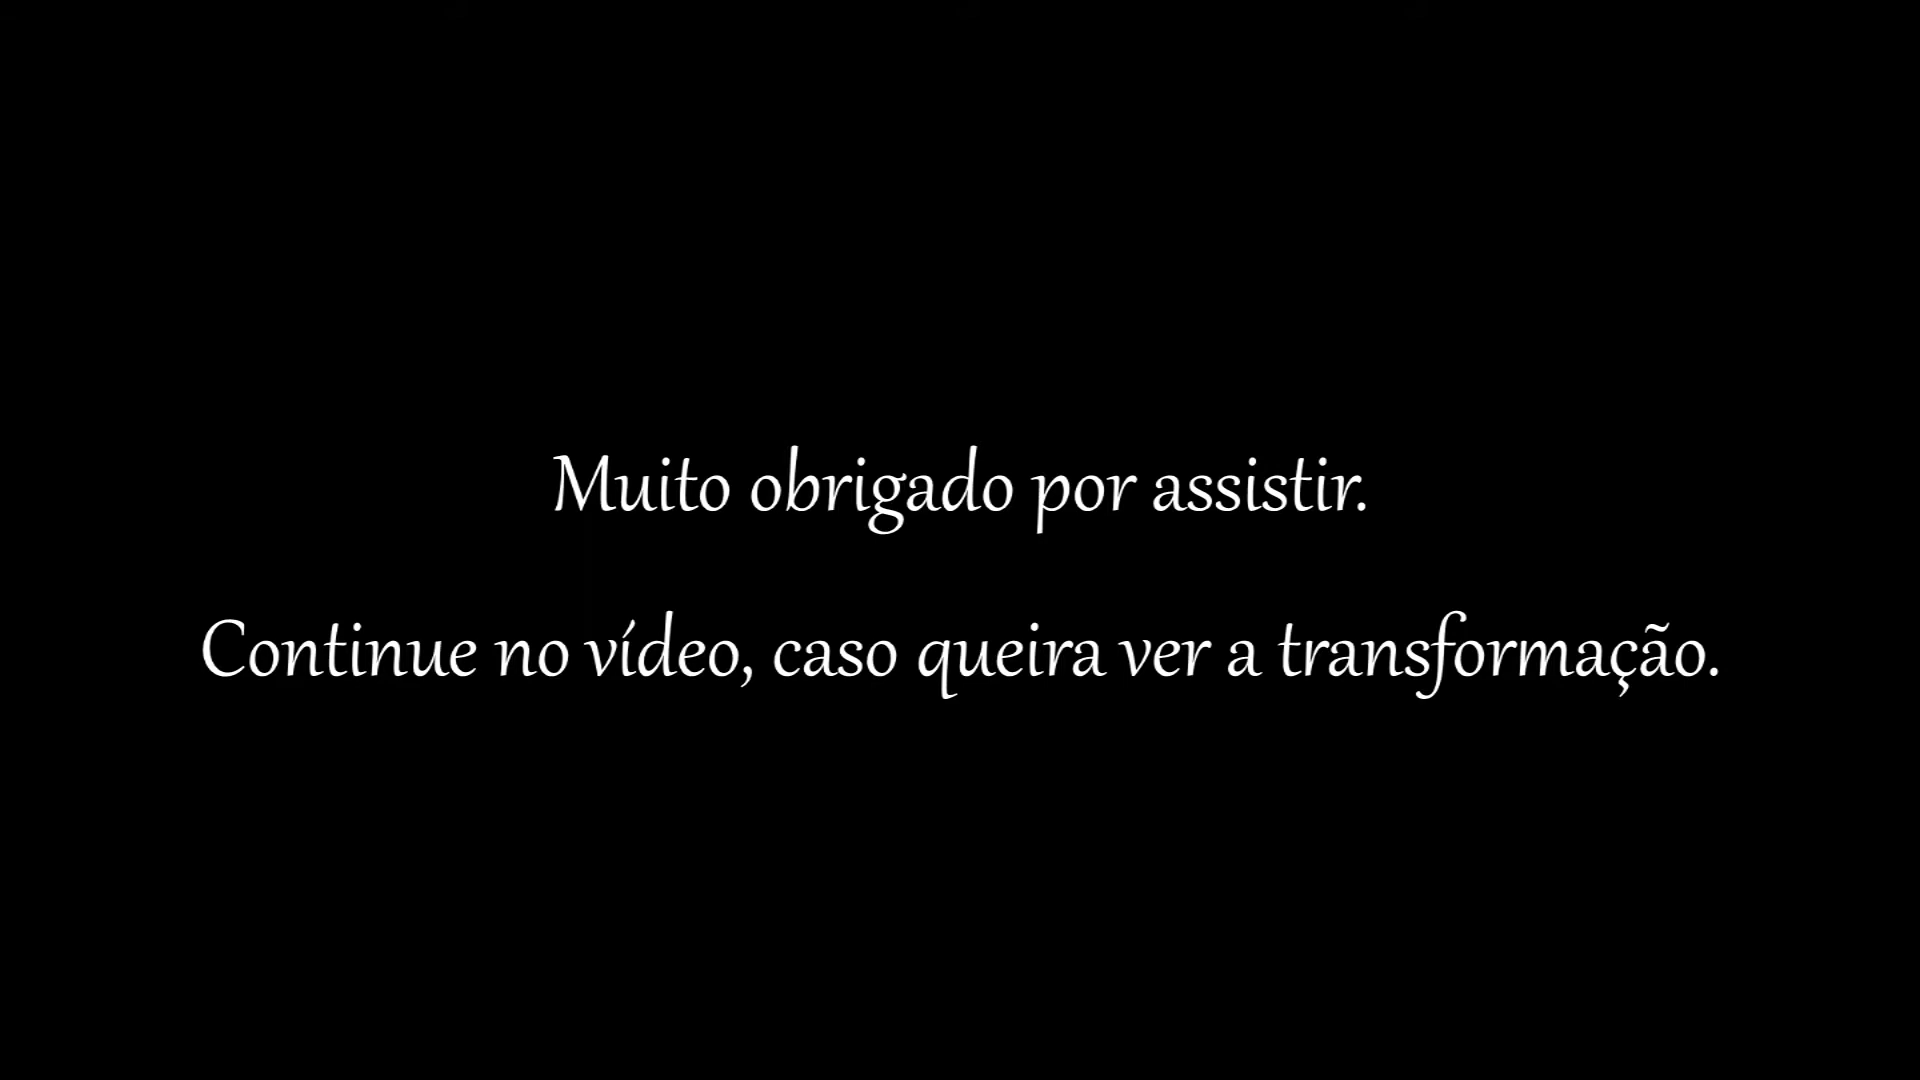 Muito obrigado por assistir.
Continue no vídeo, caso queira ver a transformação.